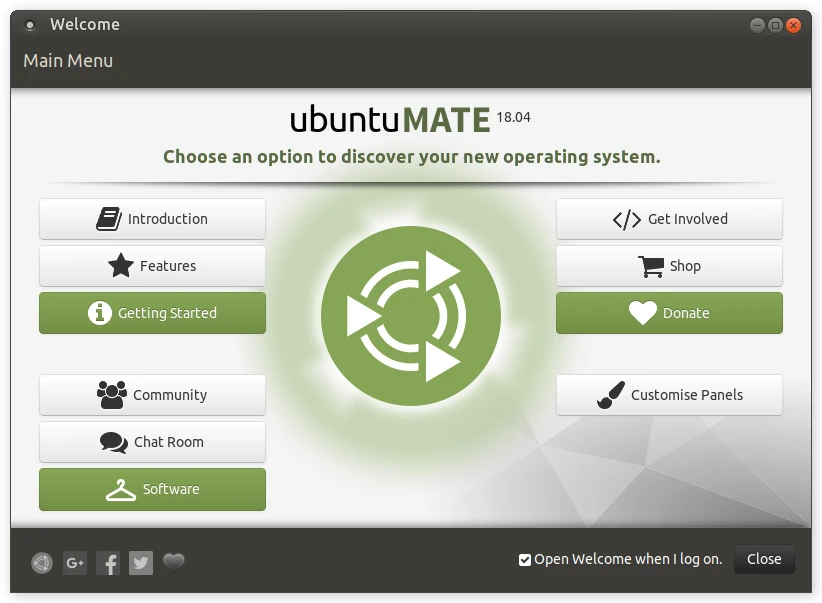 Welcome
Main Menu
ubuntuMATE 18.04
Choose an option to discover your new operating system.
Introduction
Features
Getting Started
Community
Chat Room
Software
Get Involved
Shop
Donate
Customise Panels
G+
Open Welcome when I log on.
Close